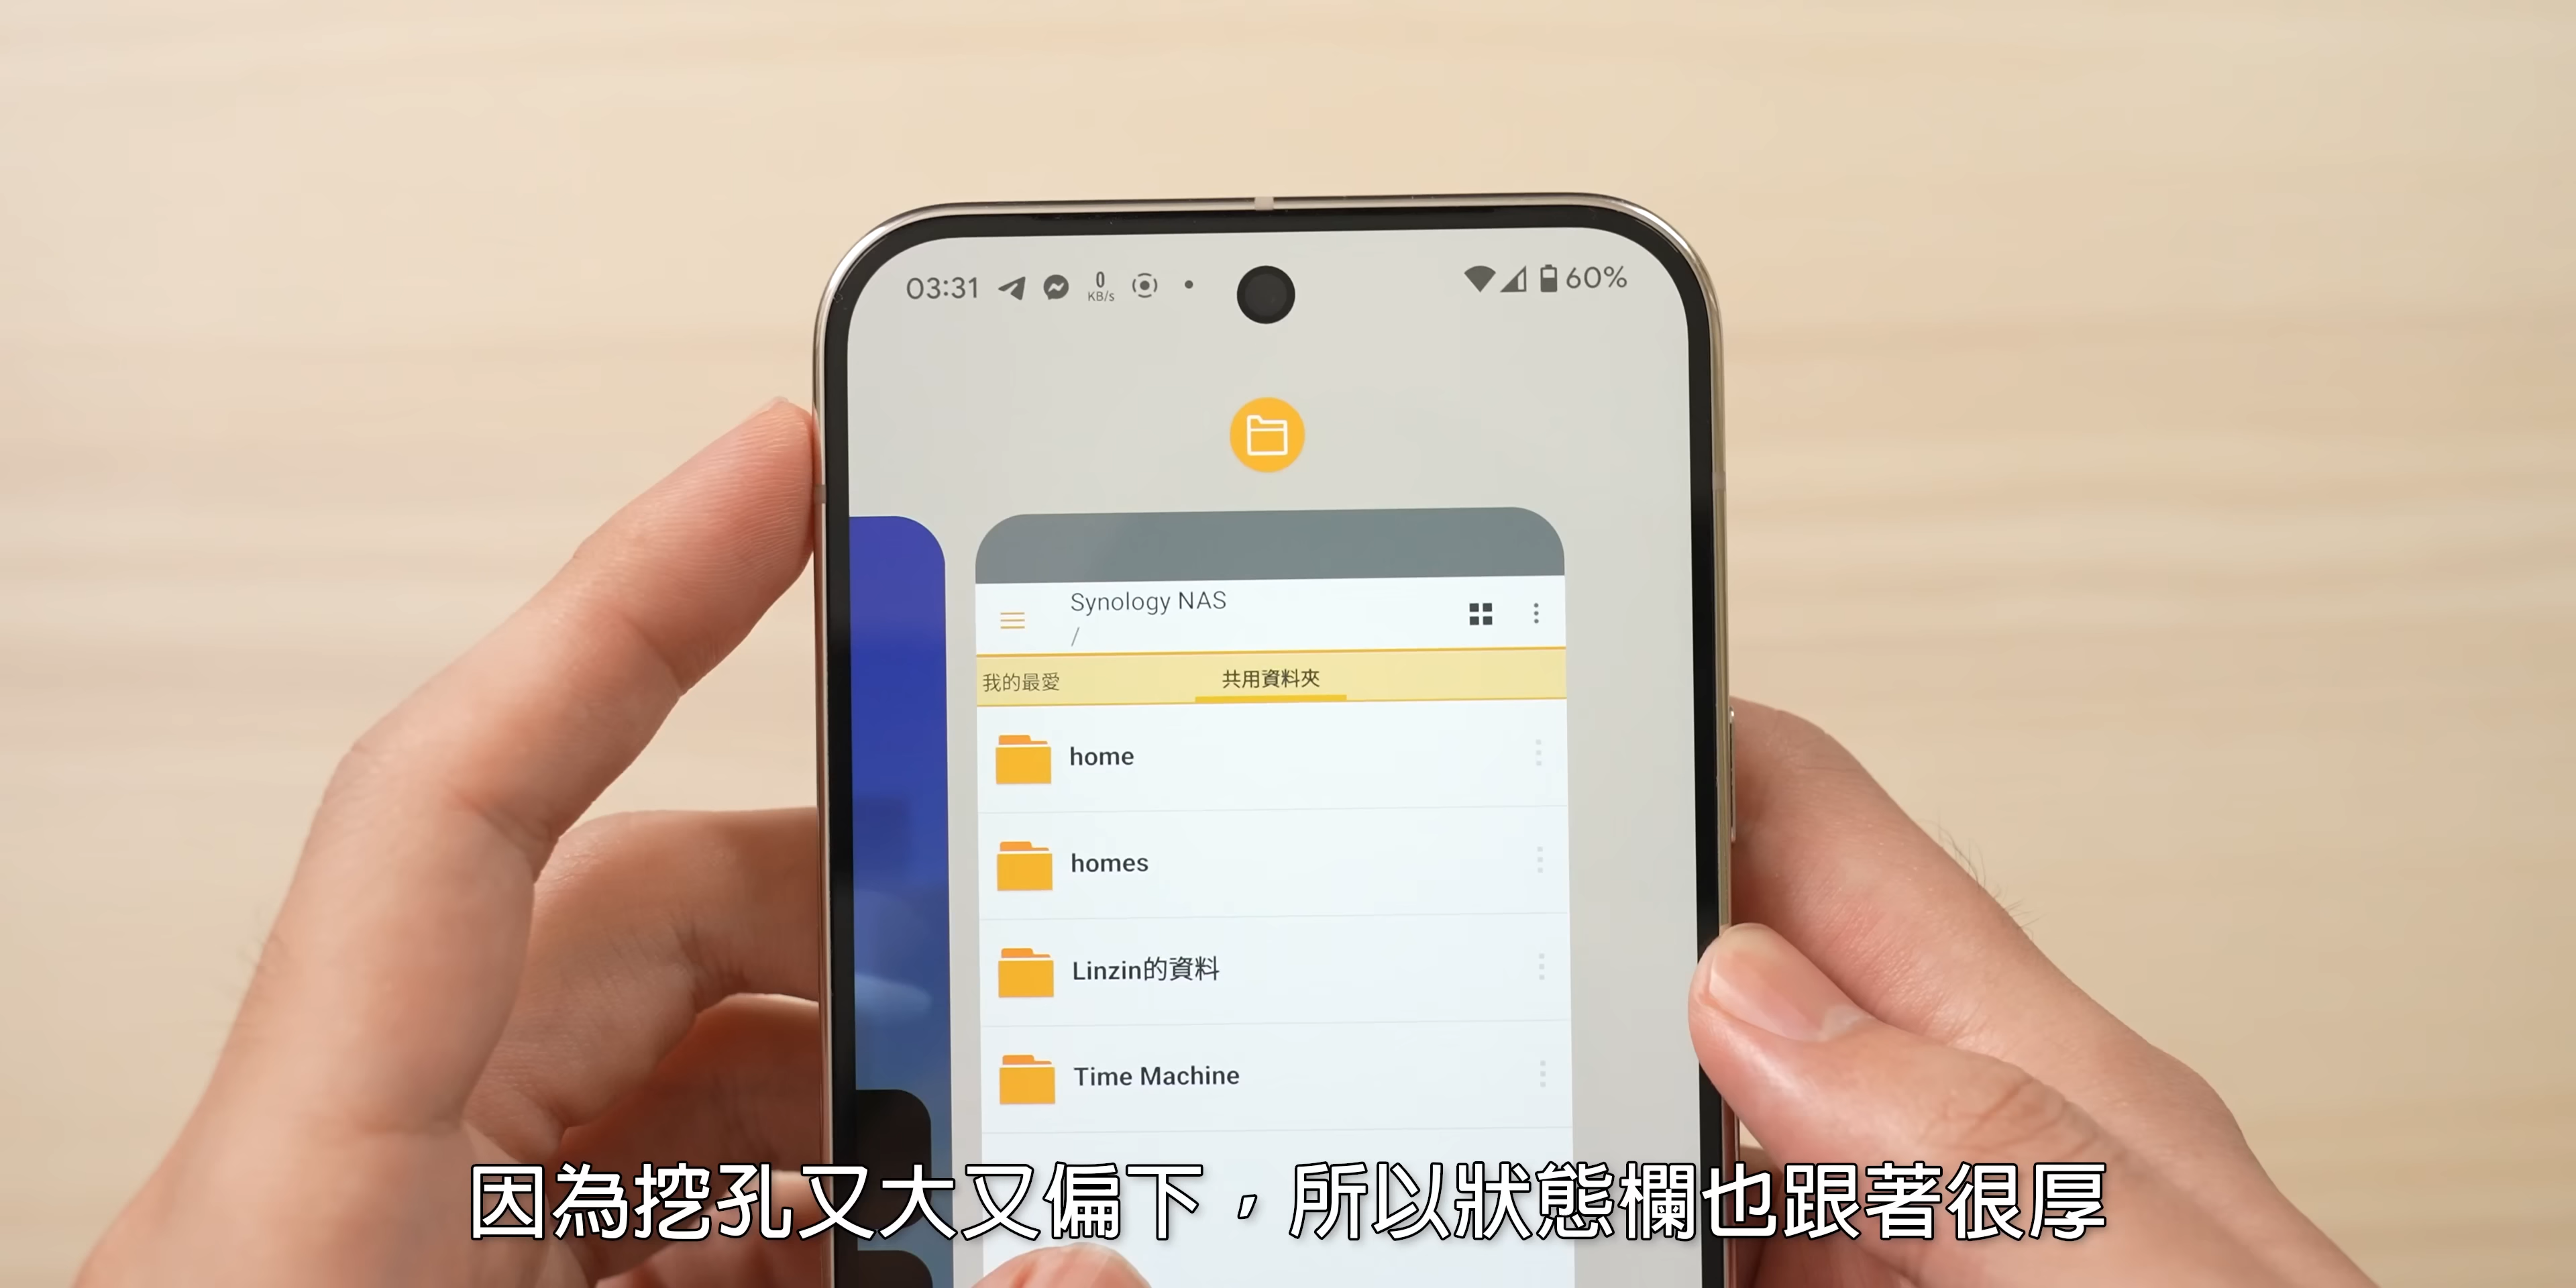 03:31
0
KB/s
60%
Synology NAS
/
我的最愛
共用資料夾
home
homes
Linzin的資料
Time Machine
因為挖孔又大又偏下，所以狀態欄也跟著很厚